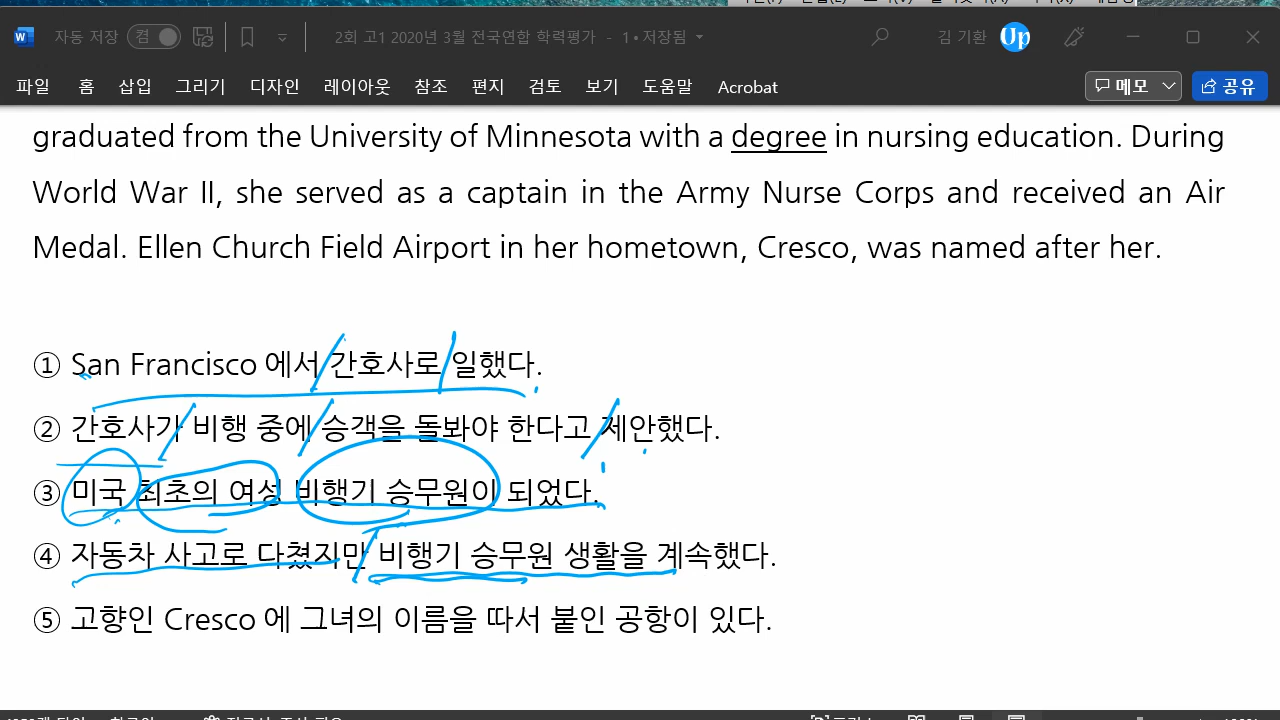 자동 저장 켬 2회 고1 2020년 3월 전국연합 학력평가 - 1 • 저장됨 김 기환 Up
파일 홈 삽입 그리기 디자인 레이아웃 참조 편지 검토 보기 도움말 Acrobat 메모 공유
graduated from the University of Minnesota with a degree in nursing education. During
World War II, she served as a captain in the Army Nurse Corps and received an Air
Medal. Ellen Church Field Airport in her hometown, Cresco, was named after her.
① San Francisco 에서 간호사로 일했다.
② 간호사가 비행 중에 승객을 돌봐야 한다고 제안했다.
③ 미국 최초의 여성 비행기 승무원이 되었다.
④ 자동차 사고로 다쳤지만 비행기 승무원 생활을 계속했다.
⑤ 고향인 Cresco 에 그녀의 이름을 따서 붙인 공항이 있다.